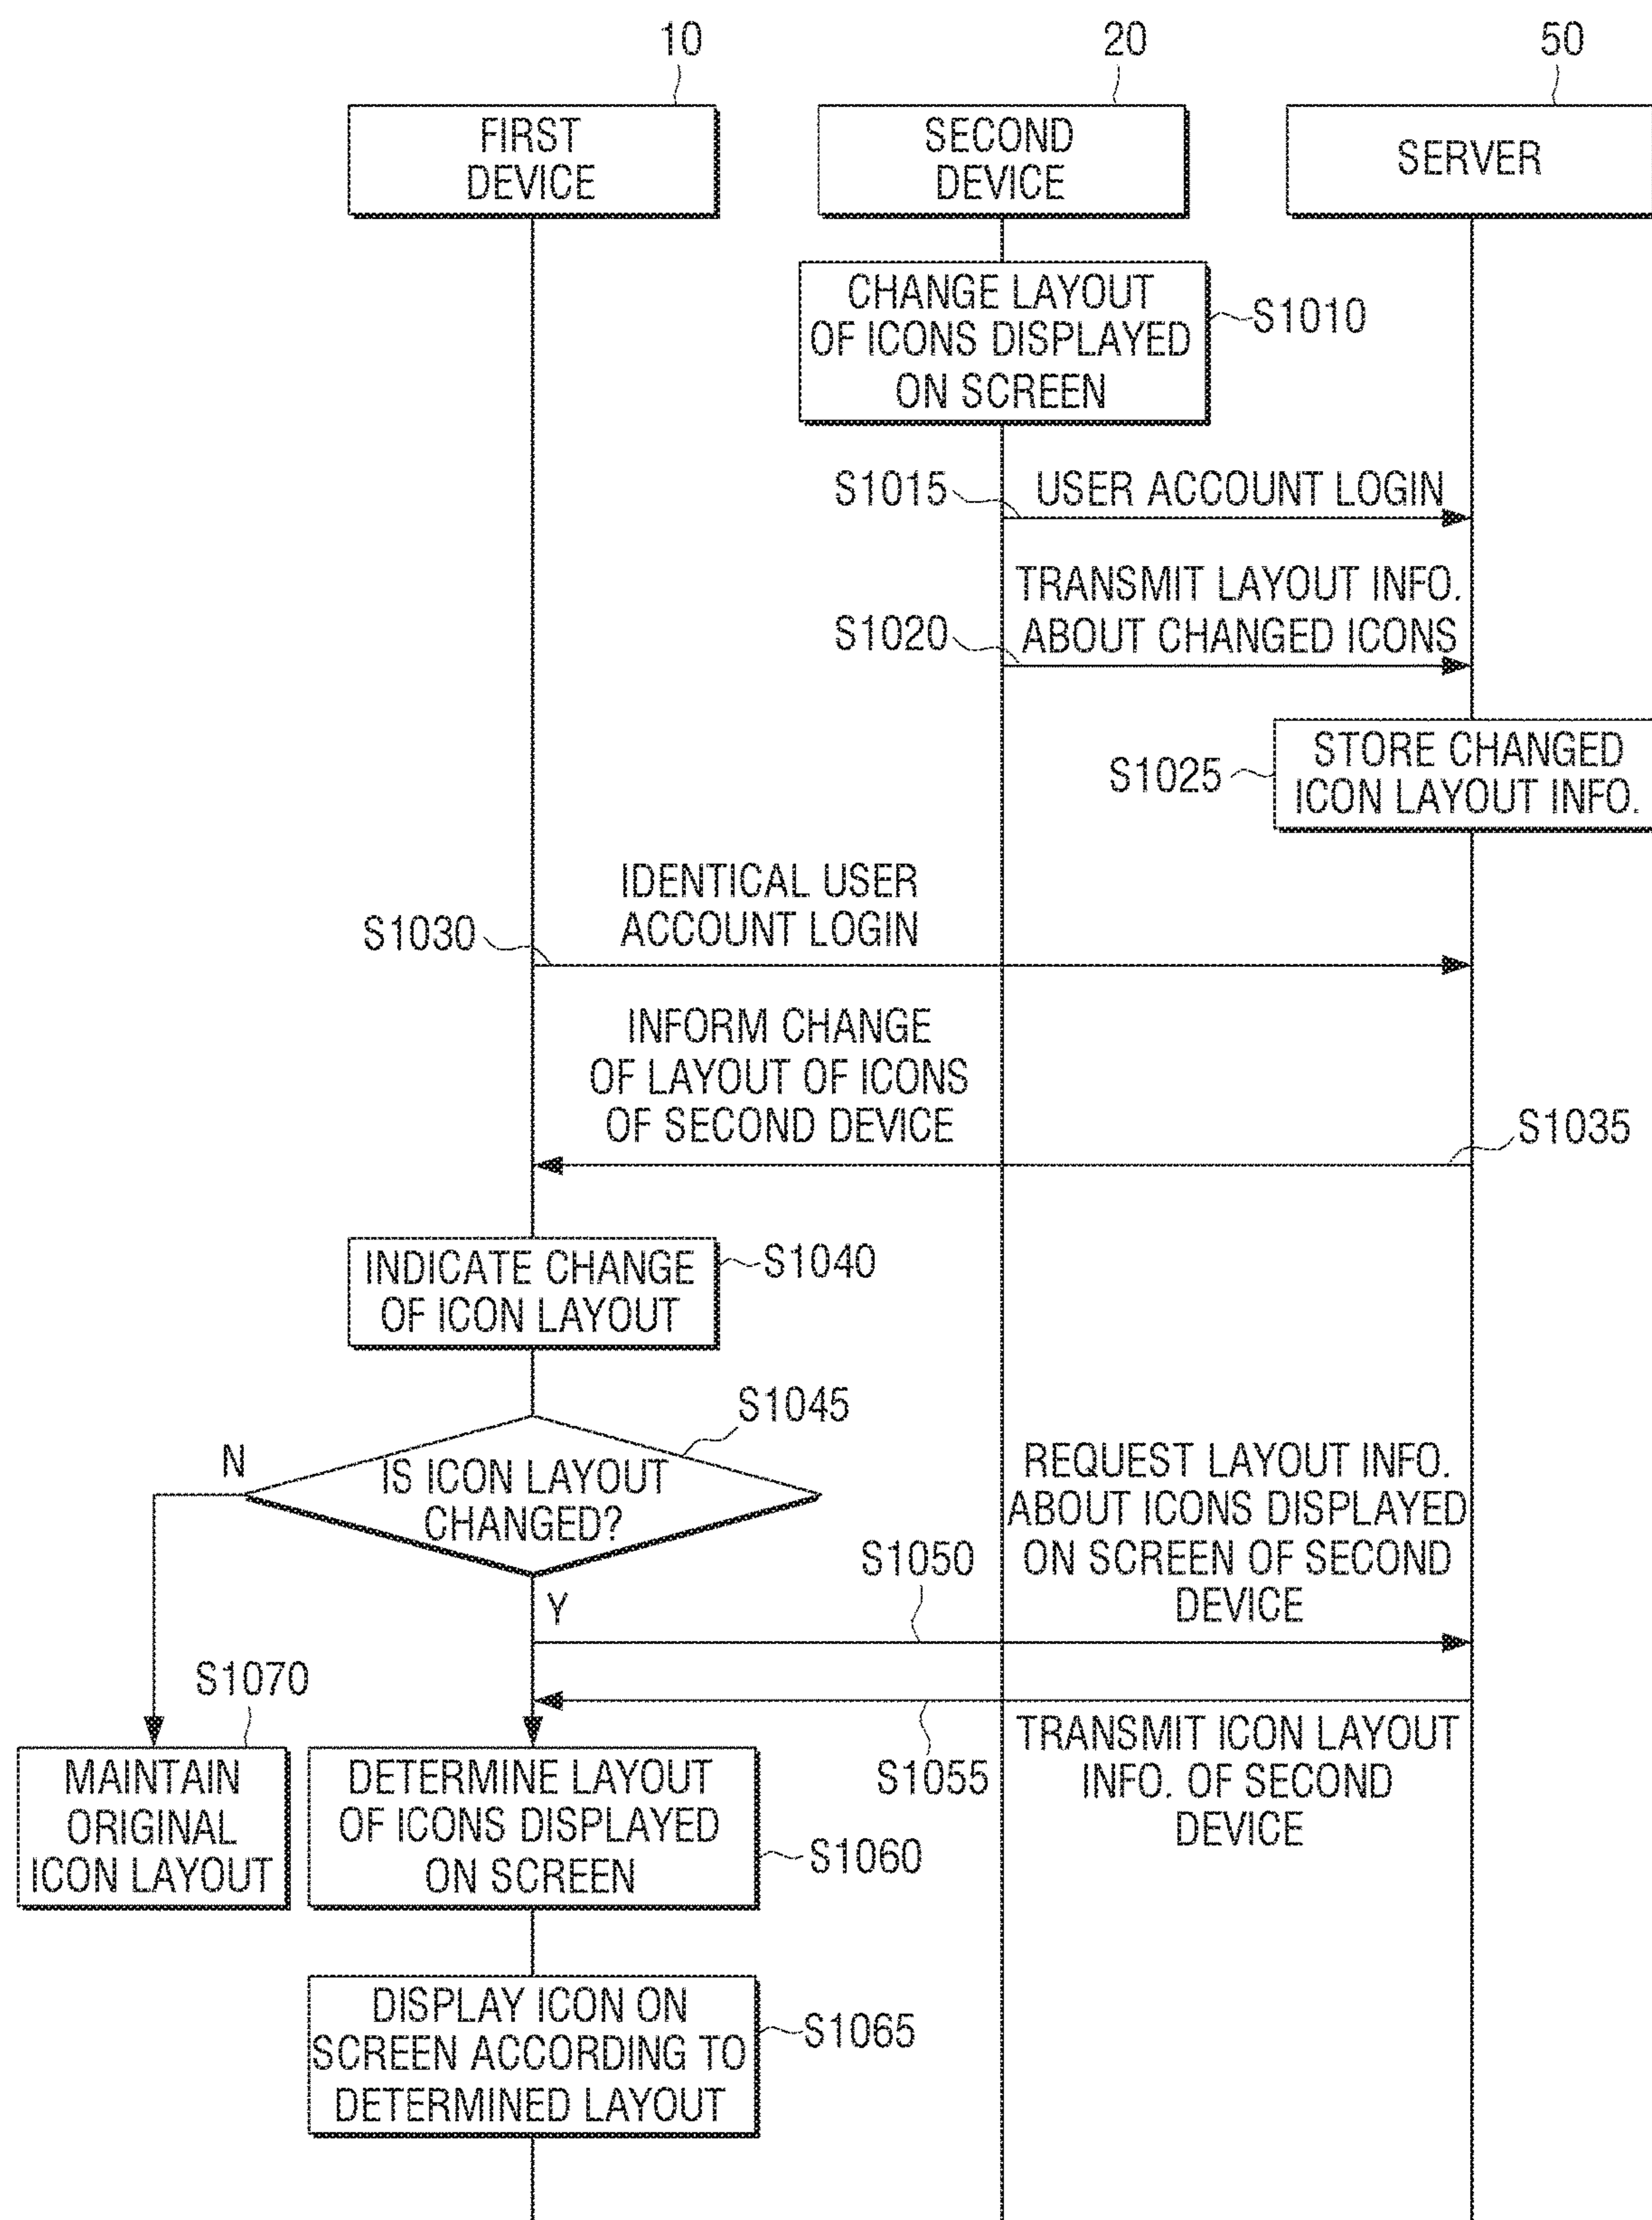 10
20
50
FIRST
DEVICE
SECOND
DEVICE
SERVER
CHANGE LAYOUT
OF ICONS DISPLAYED
ON SCREEN
S1010
S1015
USER ACCOUNT LOGIN
TRANSMIT LAYOUT INFO.
ABOUT CHANGED ICONS
S1020
STORE CHANGED
ICON LAYOUT INFO.
S1025
IDENTICAL USER
ACCOUNT LOGIN
S1030
INFORM CHANGE
OF LAYOUT OF ICONS
OF SECOND DEVICE
S1035
INDICATE CHANGE
OF ICON LAYOUT
S1040
S1045
N
IS ICON LAYOUT
CHANGED?
Y
REQUEST LAYOUT INFO.
ABOUT ICONS DISPLAYED
ON SCREEN OF SECOND
DEVICE
S1050
S1070
MAINTAIN
ORIGINAL
ICON LAYOUT
DETERMINE LAYOUT
OF ICONS DISPLAYED
ON SCREEN
S1060
S1055
TRANSMIT ICON LAYOUT
INFO. OF SECOND
DEVICE
DISPLAY ICON ON
SCREEN ACCORDING TO
DETERMINED LAYOUT
S1065